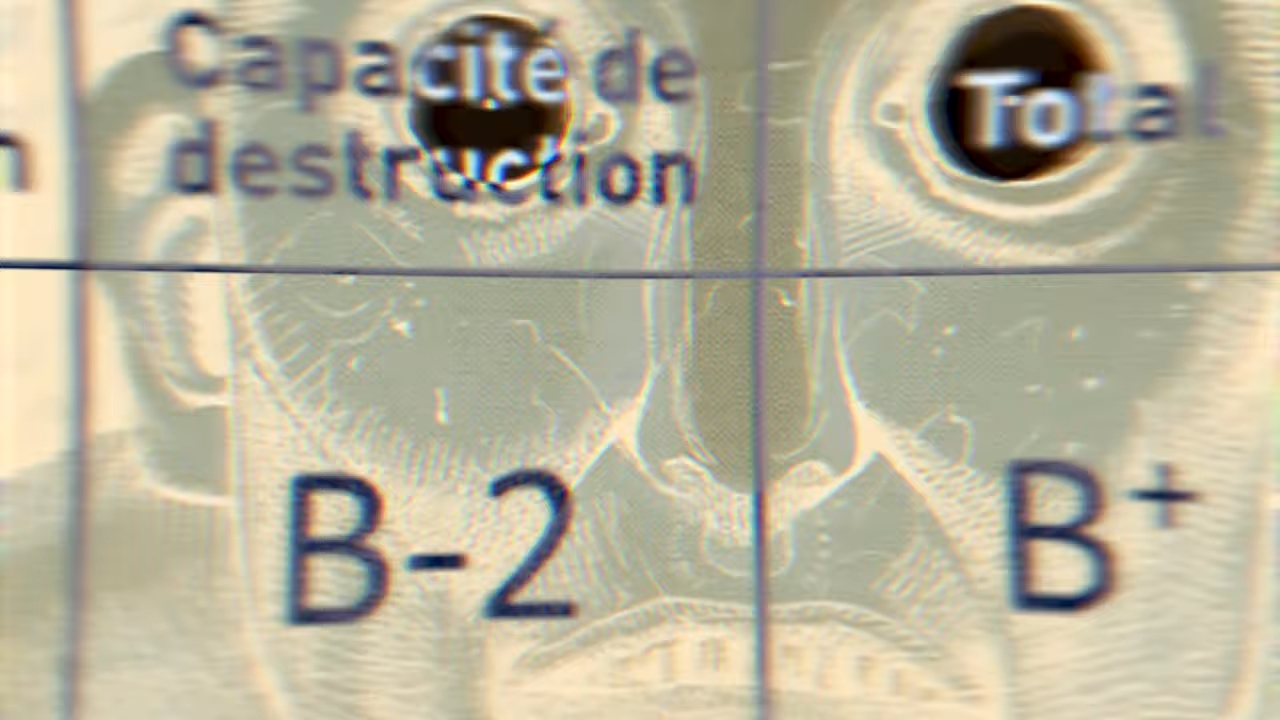 Capacité de
destruction
Total
B-2
B⁺